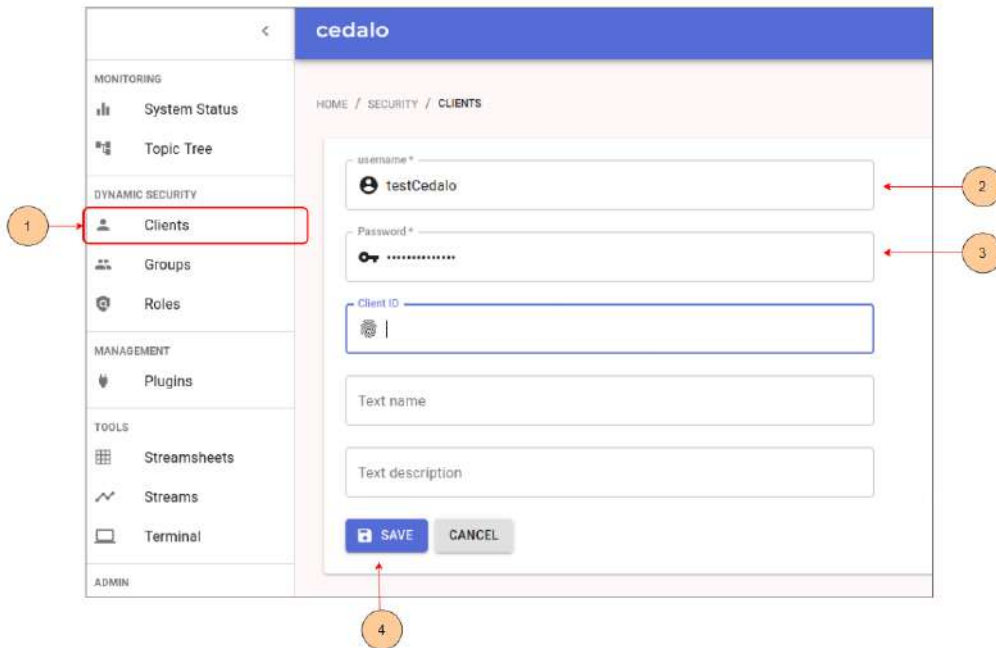 cedalo
MONITORING
System Status
Topic Tree
DYNAMIC SECURITY
Clients
Groups
Roles
MANAGEMENT
Plugins
TOOLS
Streamsheets
Streams
Terminal
ADMIN
HOME / SECURITY / CLIENTS
username *
testCedalo
Password *
••••••••••••••
Client ID
Text name
Text description
SAVE
CANCEL
1
2
3
4